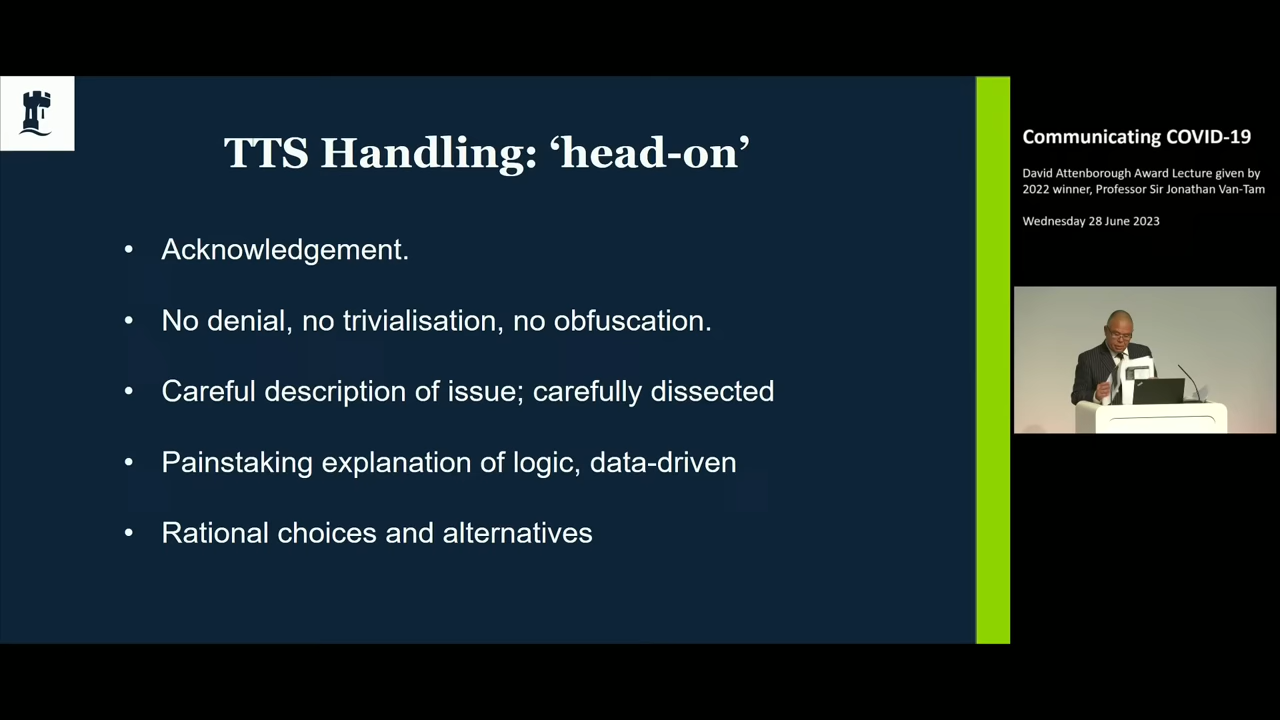 TTS Handling: ‘head-on’
• Acknowledgement.
• No denial, no trivialisation, no obfuscation.
• Careful description of issue; carefully dissected
• Painstaking explanation of logic, data-driven
• Rational choices and alternatives
Communicating COVID-19
David Attenborough Award Lecture given by
2022 winner, Professor Sir Jonathan Van-Tam
Wednesday 28 June 2023